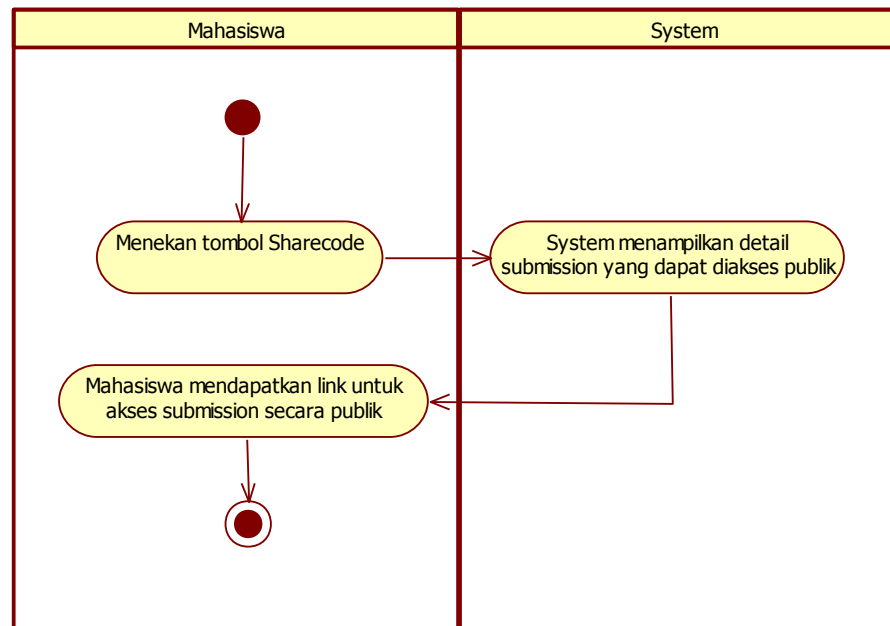 Mahasiswa
System
Menekan tombol Sharecode
System menampilkan detail
submission yang dapat diakses publik
Mahasiswa mendapatkan link untuk
akses submission secara publik